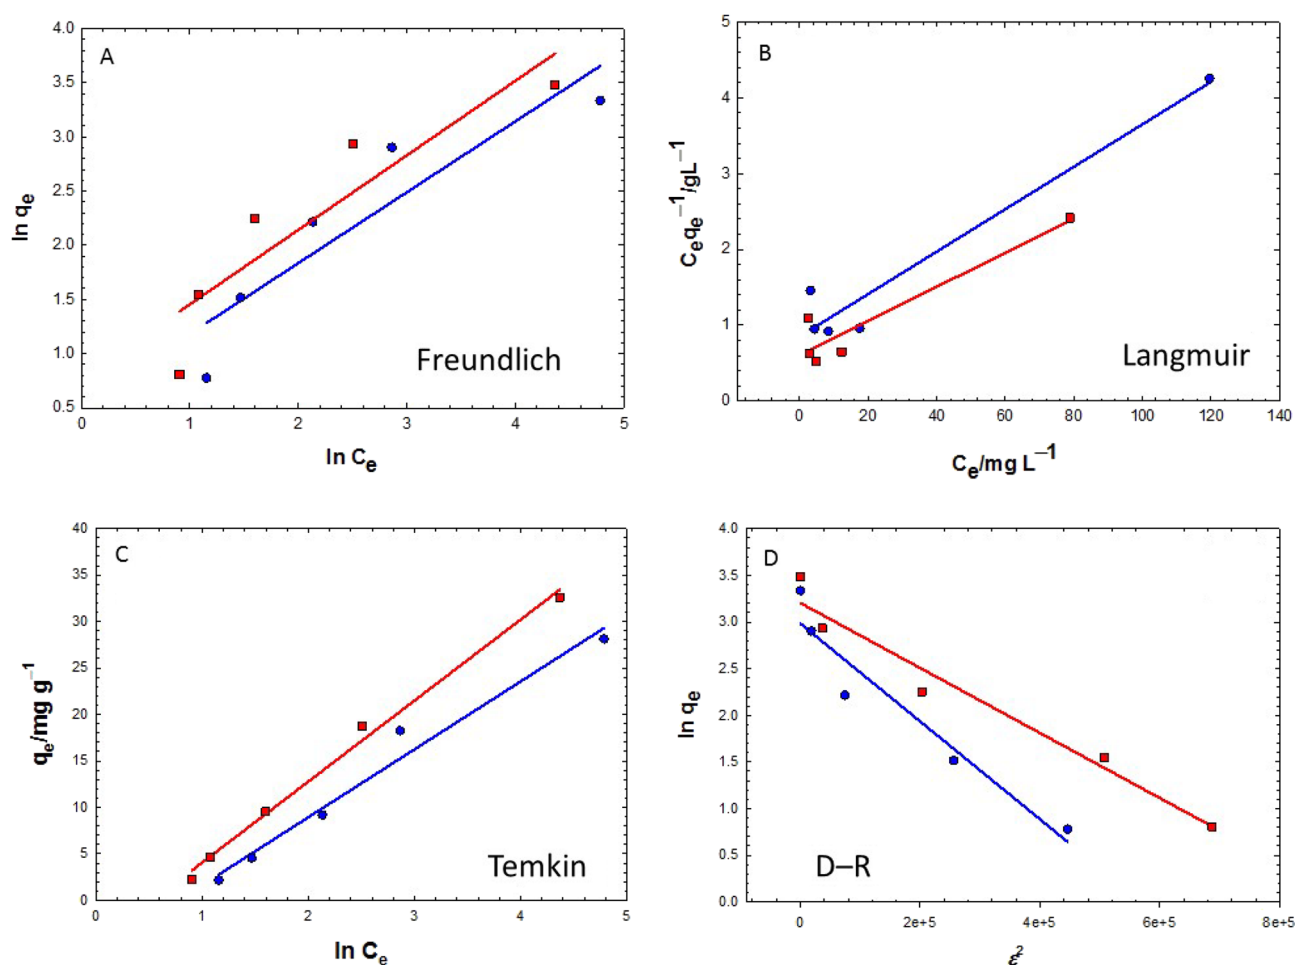 A
4.0
3.5
3.0
2.5
2.0
1.5
1.0
0.5
ln qe
0 1 2 3 4 5
ln Ce
Freundlich
B
5
4
3
2
1
0
Ceqe−1/gL−1
0 20 40 60 80 100 120 140
Ce/mg L−1
Langmuir
C
40
35
30
25
20
15
10
5
0
qe/mg g−1
0 1 2 3 4 5
ln Ce
Temkin
D
4.0
3.5
3.0
2.5
2.0
1.5
1.0
0.5
0.0
ln qe
0 2e+5 4e+5 6e+5 8e+5
ε2
D–R